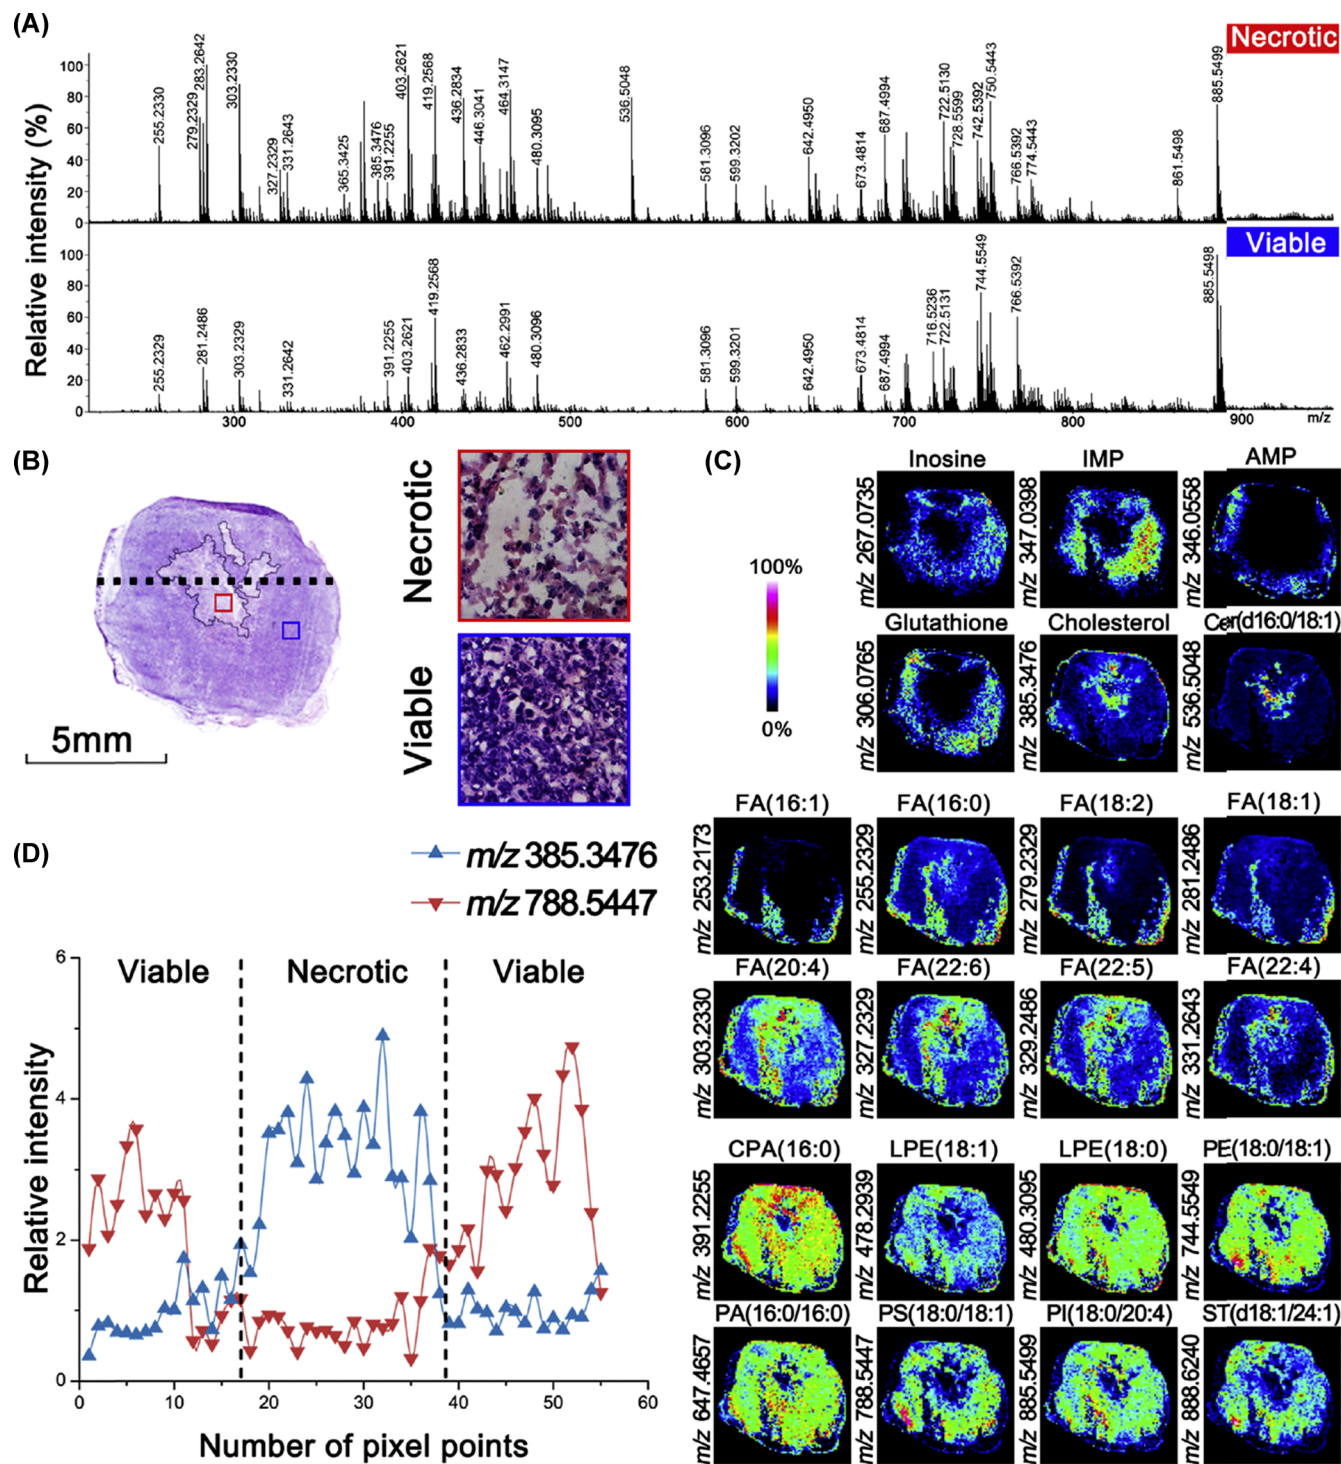 (A)
Necrotic
Relative intensity (%)
100
80
60
40
20
0
255.2330
279.2329
283.2642
303.2330
327.2329
331.2643
365.3425
385.3476
391.2255
403.2621
419.2568
436.2834
446.3041
464.3147
480.3095
536.5048
581.3096
599.3202
642.4950
673.4814
687.4994
722.5130
728.5599
742.5392
750.5443
766.5392
774.5443
861.5498
885.5499
Viable
100
80
60
40
20
0
255.2329
281.2486
303.2329
331.2642
391.2255
403.2621
419.2568
436.2833
462.2991
480.3096
581.3096
599.3201
642.4950
673.4814
687.4994
716.5236
722.5131
744.5549
766.5392
885.5498
300 400 500 600 700 800 900 m/z
(B)
5mm
Necrotic
Viable
(C)
100%
0%
Inosine IMP AMP
m/z 267.0735 m/z 347.0398 m/z 346.0558
Glutathione Cholesterol Cer(d16:0/18:1)
m/z 306.0765 m/z 385.3476 m/z 536.5048
FA(16:1) FA(16:0) FA(18:2) FA(18:1)
m/z 253.2173 m/z 255.2329 m/z 279.2329 m/z 281.2486
FA(20:4) FA(22:6) FA(22:5) FA(22:4)
m/z 303.2330 m/z 327.2329 m/z 329.2486 m/z 331.2643
CPA(16:0) LPE(18:1) LPE(18:0) PE(18:0/18:1)
m/z 391.2255 m/z 478.2939 m/z 480.3095 m/z 744.5549
PA(16:0/16:0) PS(18:0/18:1) PI(18:0/20:4) ST(d18:1/24:1)
m/z 647.4657 m/z 788.5447 m/z 885.5499 m/z 888.6240
(D)
m/z 385.3476
m/z 788.5447
Viable Necrotic Viable
Relative intensity
6
4
2
0
0 10 20 30 40 50 60
Number of pixel points